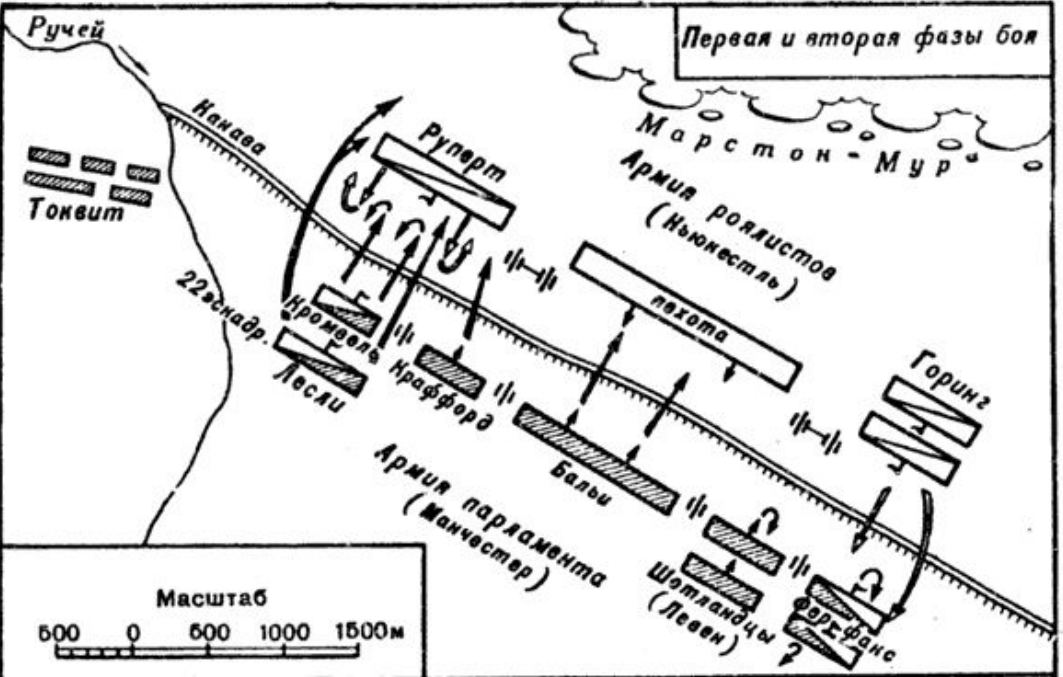 Ручей
Первая и вторая фазы боя
Канава
Руперт
Марстон-Мур
Армия роялистов
(Ньюкестль)
Токвит
22 эскадр.
Кромвель
Лесли
Краффорд
пехота
Горинг
Бальи
Армия парламента
(Манчестер)
Шотландцы
(Левен)
Ферфакс
Масштаб
500 0 500 1000 1500м